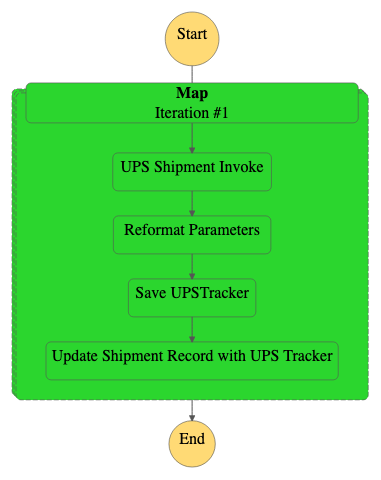 Start
Map
Iteration #1
UPS Shipment Invoke
Reformat Parameters
Save UPSTracker
Update Shipment Record with UPS Tracker
End